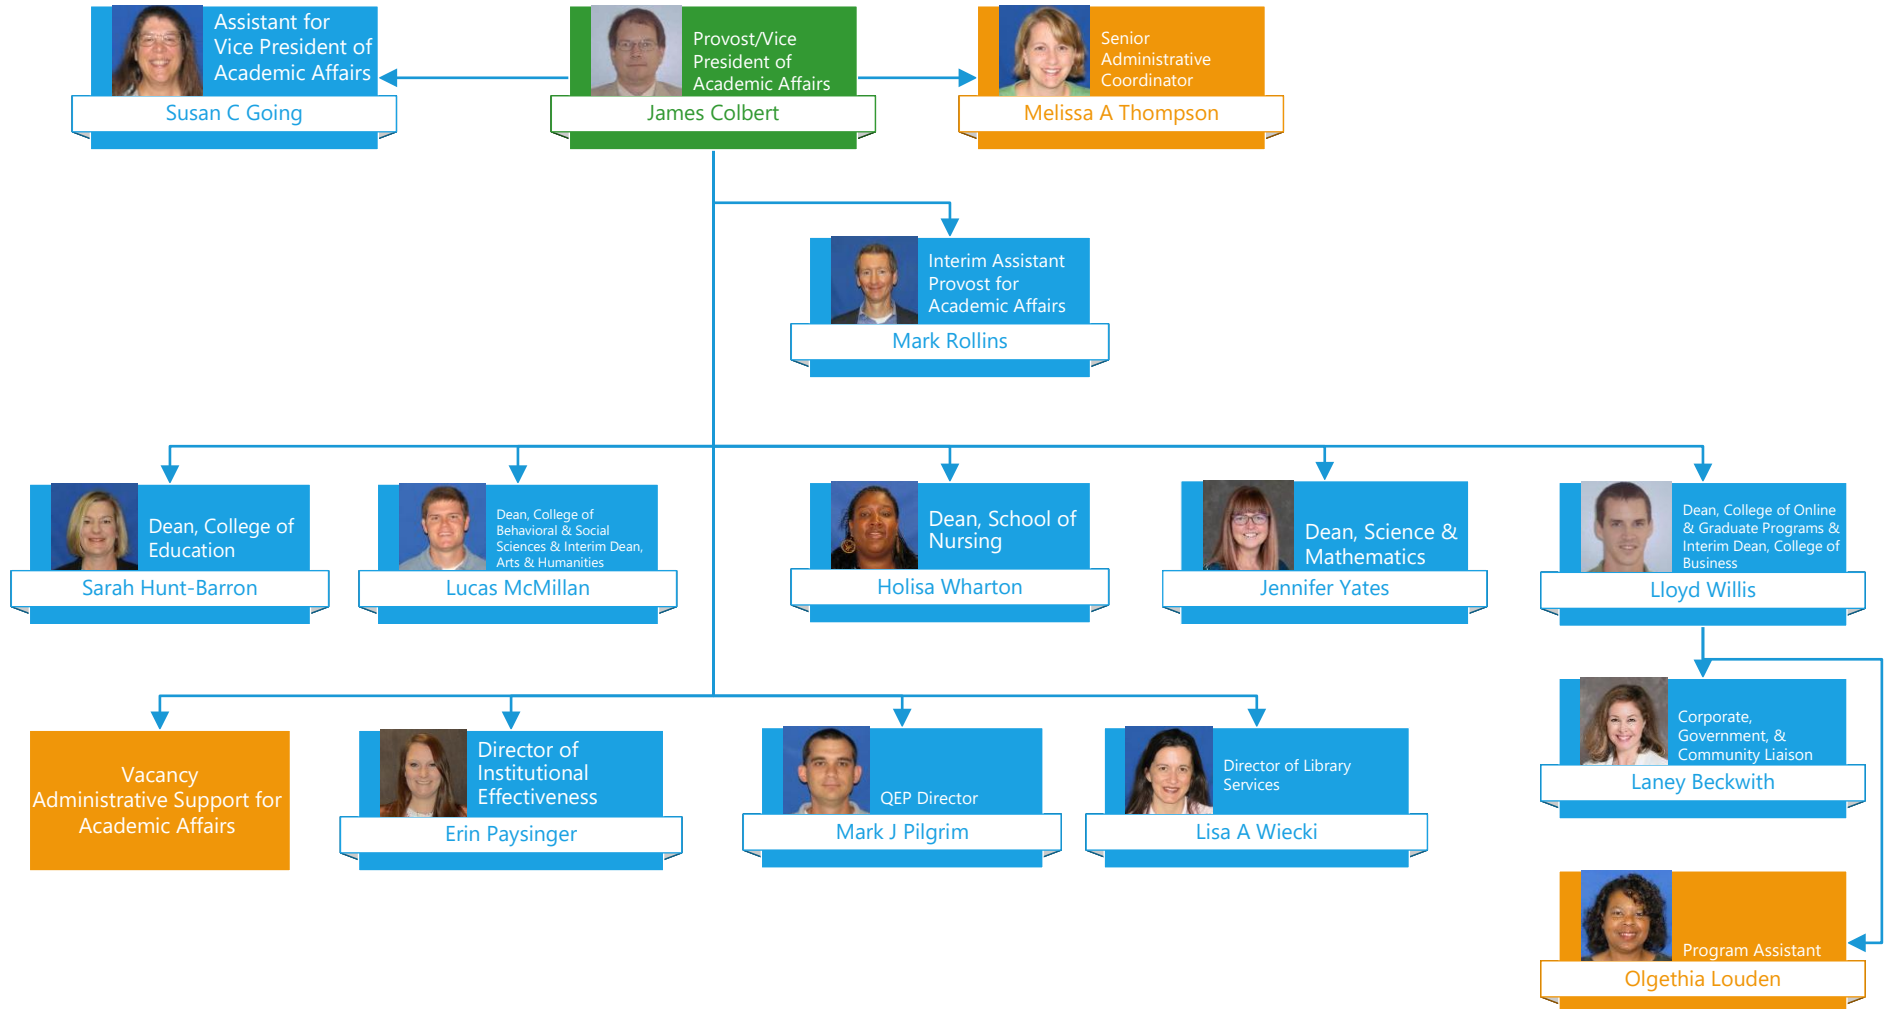 Assistant for
Vice President of
Academic Affairs
Susan C Going
Provost/Vice
President of
Academic Affairs
James Colbert
Senior
Administrative
Coordinator
Melissa A Thompson
Interim Assistant
Provost for
Academic Affairs
Mark Rollins
Dean, College of
Education
Sarah Hunt-Barron
Dean, College of
Behavioral & Social
Sciences & Interim Dean,
Arts & Humanities
Lucas McMillan
Dean, School of
Nursing
Holisa Wharton
Dean, Science &
Mathematics
Jennifer Yates
Dean, College of Online
& Graduate Programs &
Interim Dean, College of
Business
Lloyd Willis
Vacancy
Administrative Support for
Academic Affairs
Director of
Institutional
Effectiveness
Erin Paysinger
QEP Director
Mark J Pilgrim
Director of Library
Services
Lisa A Wiecki
Corporate,
Government, &
Community Liaison
Laney Beckwith
Program Assistant
Olgethia Louden